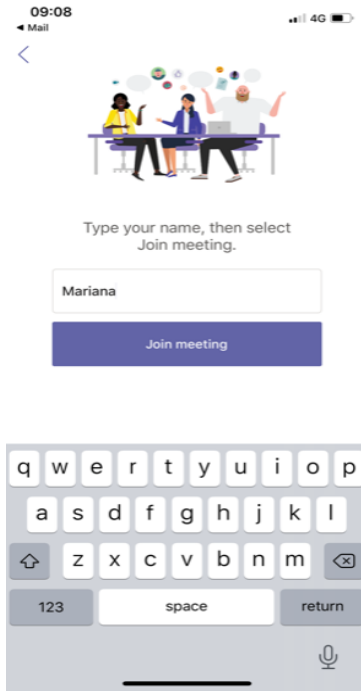 09:08
4G
◀ Mail
Type your name, then select
Join meeting.
Mariana
Join meeting
q w e r t y u i o p
a s d f g h j k l
z x c v b n m
123 space return